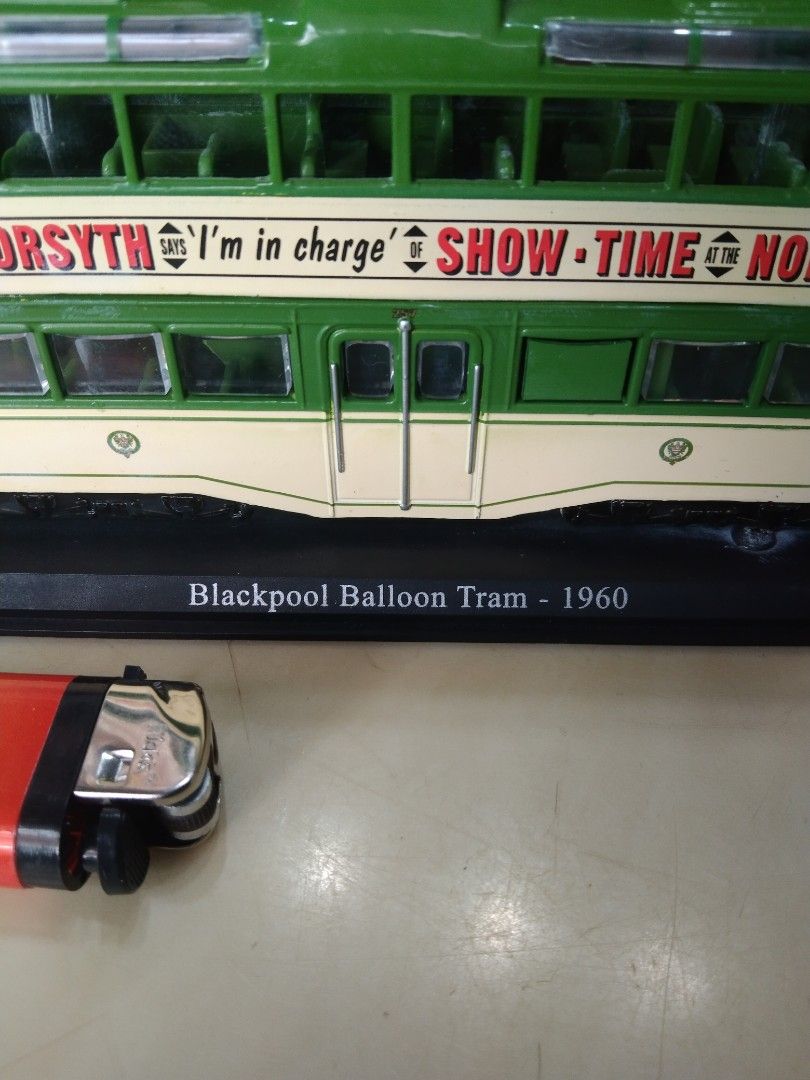 ORSYTH SAYS 'I'm in charge' OF SHOW·TIME AT THE NO
Blackpool Balloon Tram - 1960